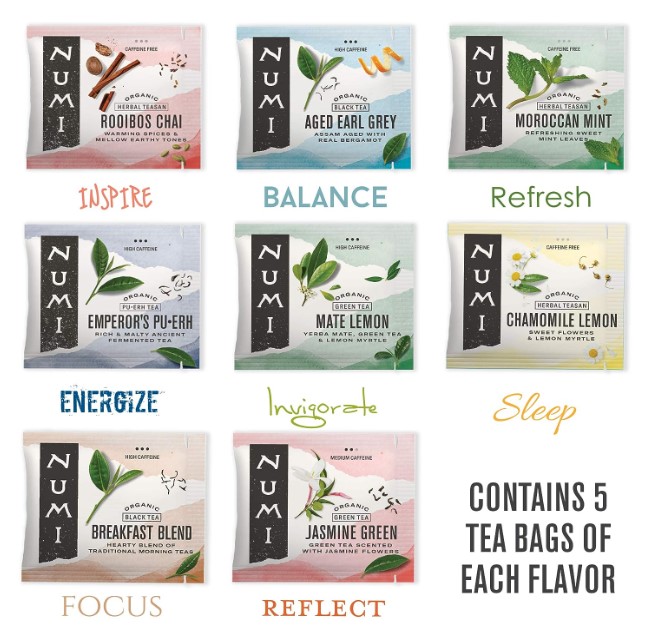 NUMI
CAFFEINE FREE
ORGANIC
HERBAL TEASAN
ROOIBOS CHAI
WARMING SPICES &
MELLOW EARTHY TONES
INSPIRE
NUMI
HIGH CAFFEINE
ORGANIC
BLACK TEA
AGED EARL GREY
ASSAM AGED WITH
REAL BERGAMOT
BALANCE
NUMI
CAFFEINE FREE
ORGANIC
HERBAL TEASAN
MOROCCAN MINT
REFRESHING SWEET
MINT LEAVES
Refresh
NUMI
HIGH CAFFEINE
ORGANIC
PU·ERH TEA
EMPEROR'S PU•ERH
RICH & MALTY ANCIENT
FERMENTED TEA
ENERGIZE
NUMI
HIGH CAFFEINE
ORGANIC
GREEN TEA
MATE LEMON
YERBA MATE, GREEN TEA
& LEMON MYRTLE
Invigorate
NUMI
CAFFEINE FREE
ORGANIC
HERBAL TEASAN
CHAMOMILE LEMON
SWEET FLOWERS
& LEMON MYRTLE
Sleep
NUMI
HIGH CAFFEINE
ORGANIC
BLACK TEA
BREAKFAST BLEND
HEARTY BLEND OF
TRADITIONAL MORNING TEAS
FOCUS
NUMI
MEDIUM CAFFEINE
ORGANIC
GREEN TEA
JASMINE GREEN
GREEN TEA SCENTED
WITH JASMINE FLOWERS
REFLECT
CONTAINS 5
TEA BAGS OF
EACH FLAVOR